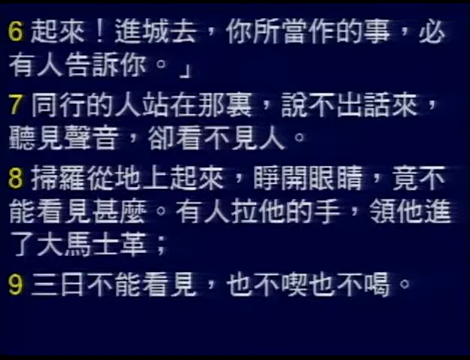 6 起來！進城去，你所當作的事，必
有人告訴你。」
7 同行的人站在那裏，說不出話來，
聽見聲音，卻看不見人。
8 掃羅從地上起來，睜開眼睛，竟不
能看見甚麼。有人拉他的手，領他進
了大馬士革；
9 三日不能看見，也不喫也不喝。